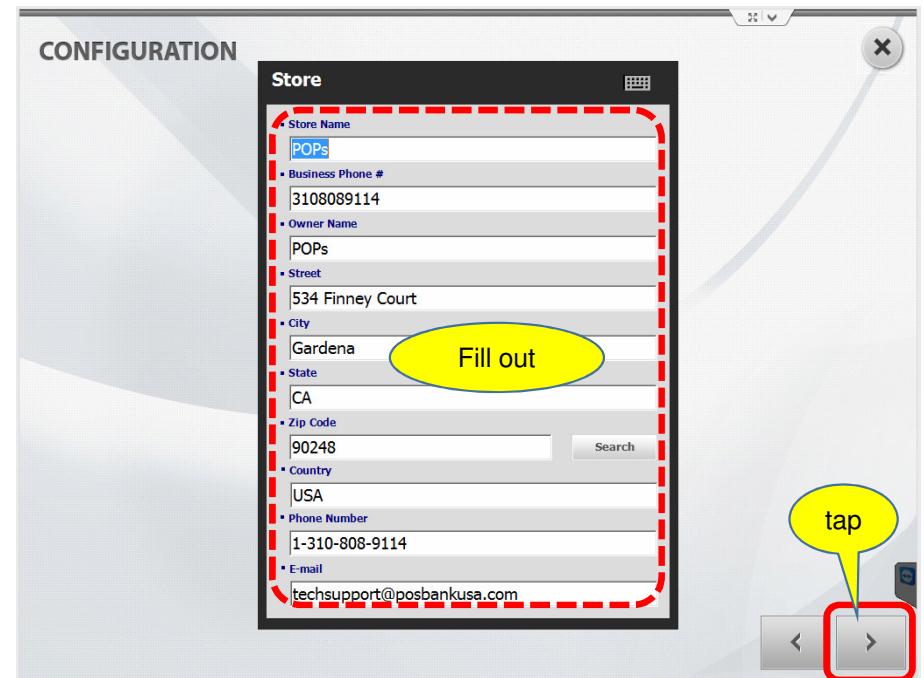 CONFIGURATION
Store
Store Name
POPs
Business Phone #
3108089114
Owner Name
POPs
Street
534 Finney Court
City
Gardena
Fill out
State
CA
Zip Code
90248
Search
Country
USA
Phone Number
1-310-808-9114
tap
E-mail
techsupport@posbankusa.com